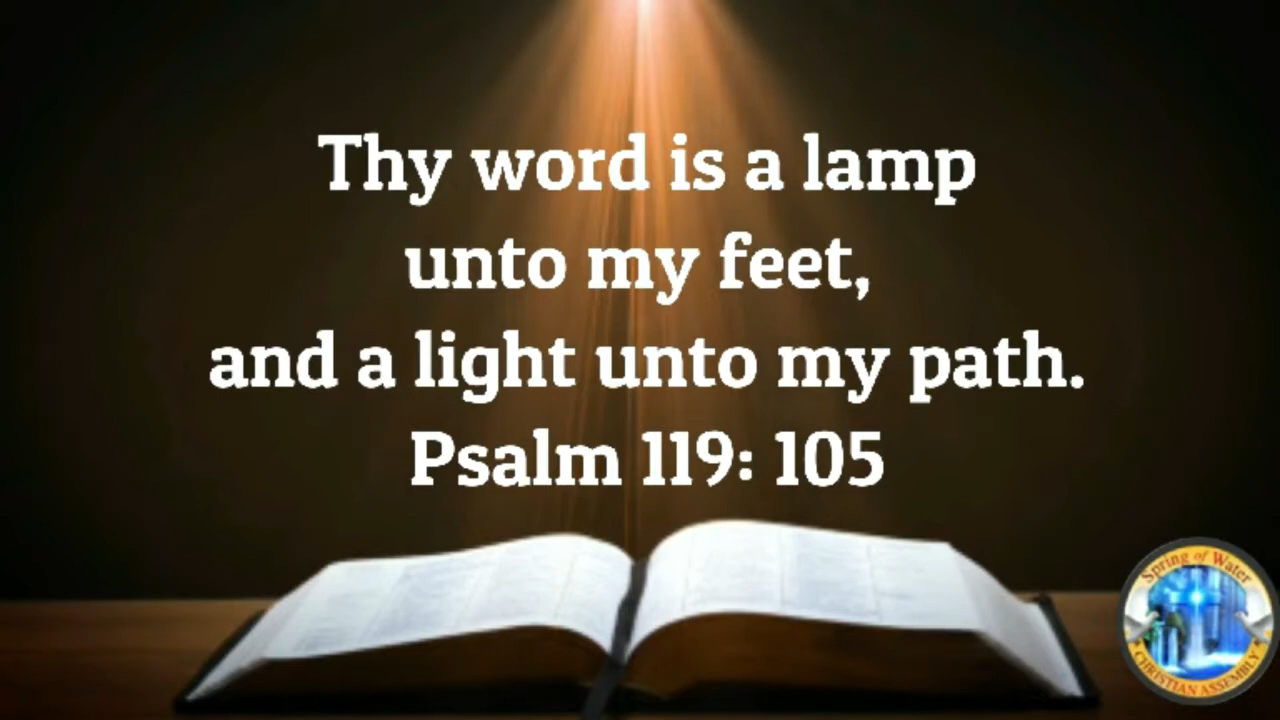 Thy word is a lamp
unto my feet,
and a light unto my path.
Psalm 119: 105
Spring of Water
CHRISTIAN ASSEMBLY